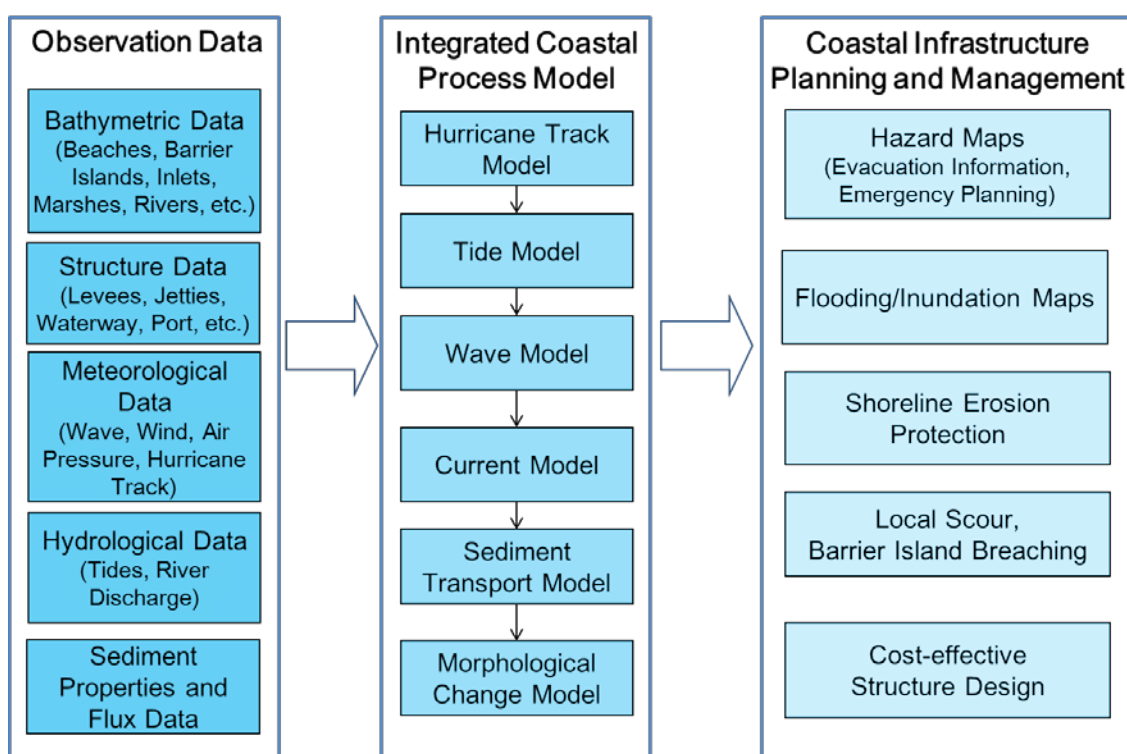 Observation Data
Bathymetric Data
(Beaches, Barrier
Islands, Inlets,
Marshes, Rivers, etc.)
Structure Data
(Levees, Jetties,
Waterway, Port, etc.)
Meteorological
Data
(Wave, Wind, Air
Pressure, Hurricane
Track)
Hydrological Data
(Tides, River
Discharge)
Sediment
Properties and
Flux Data
Integrated Coastal
Process Model
Hurricane Track
Model
Tide Model
Wave Model
Current Model
Sediment
Transport Model
Morphological
Change Model
Coastal Infrastructure
Planning and Management
Hazard Maps
(Evacuation Information,
Emergency Planning)
Flooding/Inundation Maps
Shoreline Erosion
Protection
Local Scour,
Barrier Island Breaching
Cost-effective
Structure Design